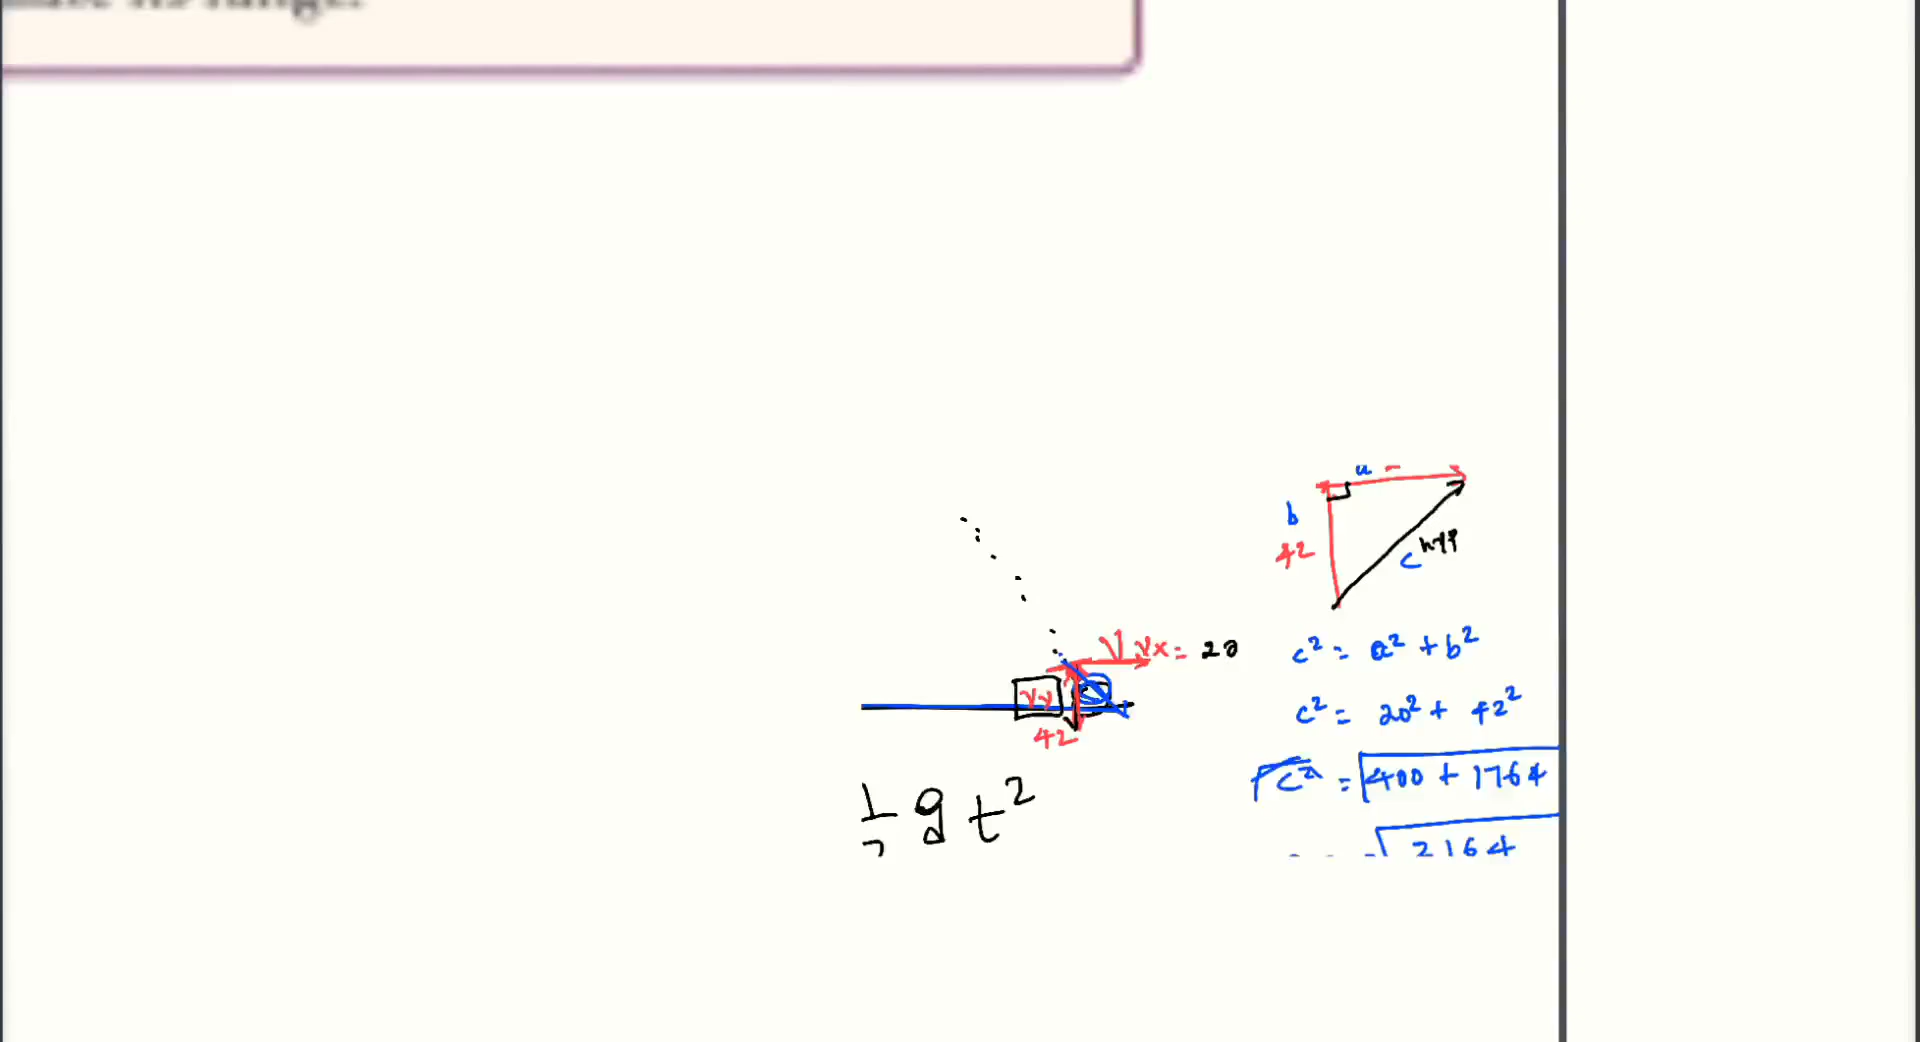 range.
a -
b
42
c hyp
V Vx = 20
Vy
42
c² = a² + b²
c² = 20² + 42²
√c² = √400 + 1764
1/2 g t²
√2164